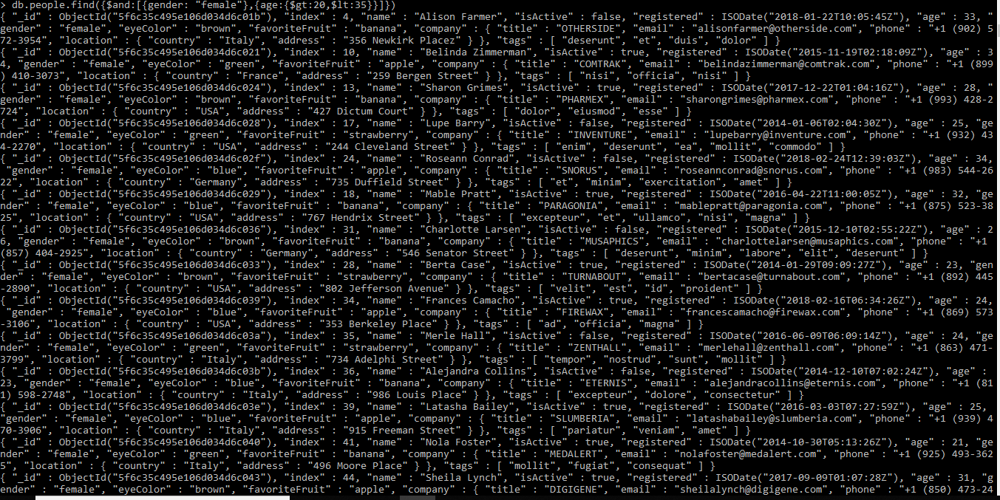 > db.people.find({$and:[{gender: "female"},{age:{$gt:20,$lt:35}}]})
{ "_id" : ObjectId("5f6c35c495e106d034d6c01b"), "index" : 4, "name" : "Alison Farmer", "isActive" : false, "registered" : ISODate("2018-01-22T10:05:45Z"), "age" : 33, "
gender" : "female", "eyeColor" : "brown", "favoriteFruit" : "banana", "company" : { "title" : "OTHERSIDE", "email" : "alisonfarmer@otherside.com", "phone" : "+1 (902) 5
72-3954", "location" : { "country" : "Italy", "address" : "356 Newkirk Placez" } }, "tags" : [ "deserunt", "et", "duis", "dolor" ] }
{ "_id" : ObjectId("5f6c35c495e106d034d6c021"), "index" : 10, "name" : "Belinda Zimmerman", "isActive" : true, "registered" : ISODate("2015-11-19T02:18:09Z"), "age" : 3
4, "gender" : "female", "eyeColor" : "green", "favoriteFruit" : "apple", "company" : { "title" : "COMTRAK", "email" : "belindazimmerman@comtrak.com", "phone" : "+1 (899
) 410-3073", "location" : { "country" : "France", "address" : "259 Bergen Street" } }, "tags" : [ "nisi", "officia", "nisi" ] }
{ "_id" : ObjectId("5f6c35c495e106d034d6c024"), "index" : 13, "name" : "Sharon Grimes", "isActive" : true, "registered" : ISODate("2017-12-22T01:04:16Z"), "age" : 28, "
gender" : "female", "eyeColor" : "brown", "favoriteFruit" : "banana", "company" : { "title" : "PHARMEX", "email" : "sharongrimes@pharmex.com", "phone" : "+1 (993) 428-2
724", "location" : { "country" : "USA", "address" : "427 Dictum Court" } }, "tags" : [ "dolor", "eiusmod", "esse" ] }
{ "_id" : ObjectId("5f6c35c495e106d034d6c028"), "index" : 17, "name" : "Lupe Barry", "isActive" : false, "registered" : ISODate("2014-01-06T02:04:30Z"), "age" : 25, "ge
nder" : "female", "eyeColor" : "green", "favoriteFruit" : "strawberry", "company" : { "title" : "INVENTURE", "email" : "lupebarry@inventure.com", "phone" : "+1 (932) 43
4-2270", "location" : { "country" : "USA", "address" : "244 Cleveland Street" } }, "tags" : [ "enim", "deserunt", "ea", "mollit", "commodo" ] }
{ "_id" : ObjectId("5f6c35c495e106d034d6c02f"), "index" : 24, "name" : "Roseann Conrad", "isActive" : false, "registered" : ISODate("2018-02-24T12:39:03Z"), "age" : 34,
 "gender" : "female", "eyeColor" : "blue", "favoriteFruit" : "apple", "company" : { "title" : "SNORUS", "email" : "roseannconrad@snorus.com", "phone" : "+1 (983) 544-26
22", "location" : { "country" : "Germany", "address" : "735 Duffield Street" } }, "tags" : [ "et", "minim", "exercitation", "amet" ] }
{ "_id" : ObjectId("5f6c35c495e106d034d6c029"), "index" : 18, "name" : "Mable Pratt", "isActive" : true, "registered" : ISODate("2016-04-22T11:00:05Z"), "age" : 32, "ge
nder" : "female", "eyeColor" : "blue", "favoriteFruit" : "banana", "company" : { "title" : "PARAGONIA", "email" : "mablepratt@paragonia.com", "phone" : "+1 (875) 523-38
25", "location" : { "country" : "USA", "address" : "767 Hendrix Street" } }, "tags" : [ "excepteur", "et", "ullamco", "nisi", "magna" ] }
{ "_id" : ObjectId("5f6c35c495e106d034d6c036"), "index" : 31, "name" : "Charlotte Larsen", "isActive" : false, "registered" : ISODate("2015-12-10T02:55:22Z"), "age" : 2
6, "gender" : "female", "eyeColor" : "brown", "favoriteFruit" : "banana", "company" : { "title" : "MUSAPHICS", "email" : "charlottelarsen@musaphics.com", "phone" : "+1
(857) 404-2925", "location" : { "country" : "Germany", "address" : "546 Senator Street" } }, "tags" : [ "deserunt", "minim", "labore", "elit", "deserunt" ] }
{ "_id" : ObjectId("5f6c35c495e106d034d6c033"), "index" : 28, "name" : "Berta Case", "isActive" : true, "registered" : ISODate("2014-01-29T09:09:27Z"), "age" : 23, "gen
der" : "female", "eyeColor" : "brown", "favoriteFruit" : "strawberry", "company" : { "title" : "TURNABOUT", "email" : "bertacase@turnabout.com", "phone" : "+1 (892) 445
-2890", "location" : { "country" : "USA", "address" : "802 Jefferson Avenue" } }, "tags" : [ "velit", "est", "id", "proident" ] }
{ "_id" : ObjectId("5f6c35c495e106d034d6c039"), "index" : 34, "name" : "Frances Camacho", "isActive" : true, "registered" : ISODate("2018-02-16T06:34:26Z"), "age" : 24,
 "gender" : "female", "eyeColor" : "blue", "favoriteFruit" : "apple", "company" : { "title" : "FIREWAX", "email" : "francescamacho@firewax.com", "phone" : "+1 (869) 573
-3106", "location" : { "country" : "USA", "address" : "353 Berkeley Place" } }, "tags" : [ "ad", "officia", "magna" ] }
{ "_id" : ObjectId("5f6c35c495e106d034d6c03a"), "index" : 35, "name" : "Merle Hall", "isActive" : false, "registered" : ISODate("2016-06-09T06:09:14Z"), "age" : 24, "ge
nder" : "female", "eyeColor" : "green", "favoriteFruit" : "strawberry", "company" : { "title" : "ZENTHALL", "email" : "merlehall@zenthall.com", "phone" : "+1 (863) 471-
3799", "location" : { "country" : "Italy", "address" : "734 Adelphi Street" } }, "tags" : [ "tempor", "nostrud", "sunt", "mollit" ] }
{ "_id" : ObjectId("5f6c35c495e106d034d6c03b"), "index" : 36, "name" : "Alejandra Collins", "isActive" : false, "registered" : ISODate("2014-12-10T07:02:24Z"), "age" :
23, "gender" : "female", "eyeColor" : "blue", "favoriteFruit" : "banana", "company" : { "title" : "ETERNIS", "email" : "alejandracollins@eternis.com", "phone" : "+1 (81
1) 598-2748", "location" : { "country" : "Italy", "address" : "986 Louis Place" } }, "tags" : [ "excepteur", "dolore", "consectetur" ] }
{ "_id" : ObjectId("5f6c35c495e106d034d6c03e"), "index" : 39, "name" : "Latasha Bailey", "isActive" : true, "registered" : ISODate("2016-03-03T07:27:59Z"), "age" : 25,
"gender" : "female", "eyeColor" : "blue", "favoriteFruit" : "apple", "company" : { "title" : "SLUMBERIA", "email" : "latashabailey@slumberia.com", "phone" : "+1 (939) 4
70-3906", "location" : { "country" : "Italy", "address" : "915 Freeman Street" } }, "tags" : [ "pariatur", "veniam", "amet" ] }
{ "_id" : ObjectId("5f6c35c495e106d034d6c040"), "index" : 41, "name" : "Nola Foster", "isActive" : true, "registered" : ISODate("2014-10-30T05:13:26Z"), "age" : 21, "ge
nder" : "female", "eyeColor" : "green", "favoriteFruit" : "banana", "company" : { "title" : "MEDALERT", "email" : "nolafoster@medalert.com", "phone" : "+1 (925) 493-362
5", "location" : { "country" : "Italy", "address" : "496 Moore Place" } }, "tags" : [ "mollit", "fugiat", "consequat" ] }
{ "_id" : ObjectId("5f6c35c495e106d034d6c043"), "index" : 44, "name" : "Sheila Lynch", "isActive" : true, "registered" : ISODate("2017-09-09T01:07:28Z"), "age" : 31, "g
ender" : "female", "eyeColor" : "brown", "favoriteFruit" : "apple", "company" : { "title" : "DIGIGENE", "email" : "sheilalynch@digigene.com", "phone" : "+1 (850) 473-24